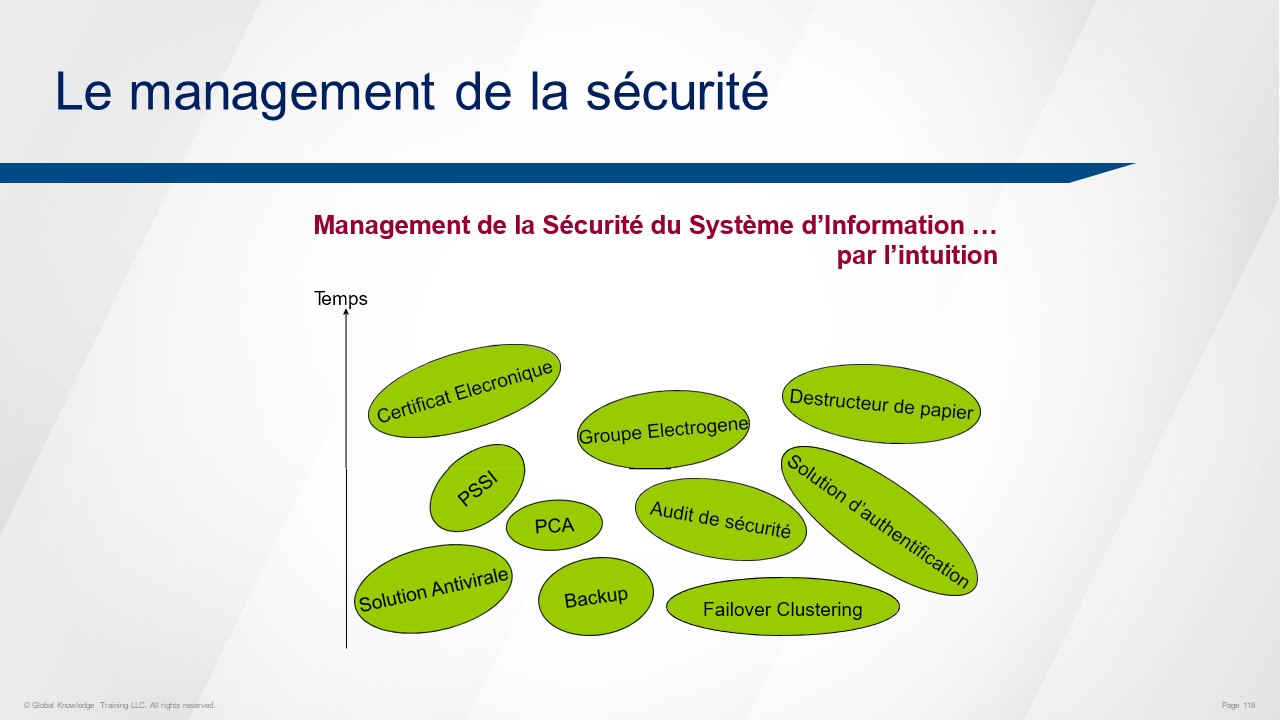 Le management de la sécurité
Management de la Sécurité du Système d’Information …
par l’intuition
Temps
Certificat Elecronique
Groupe Electrogene
Destructeur de papier
PSSI
PCA
Audit de sécurité
Solution d’authentification
Solution Antivirale
Backup
Failover Clustering
© Global Knowledge Training LLC. All rights reserved.
Page 118